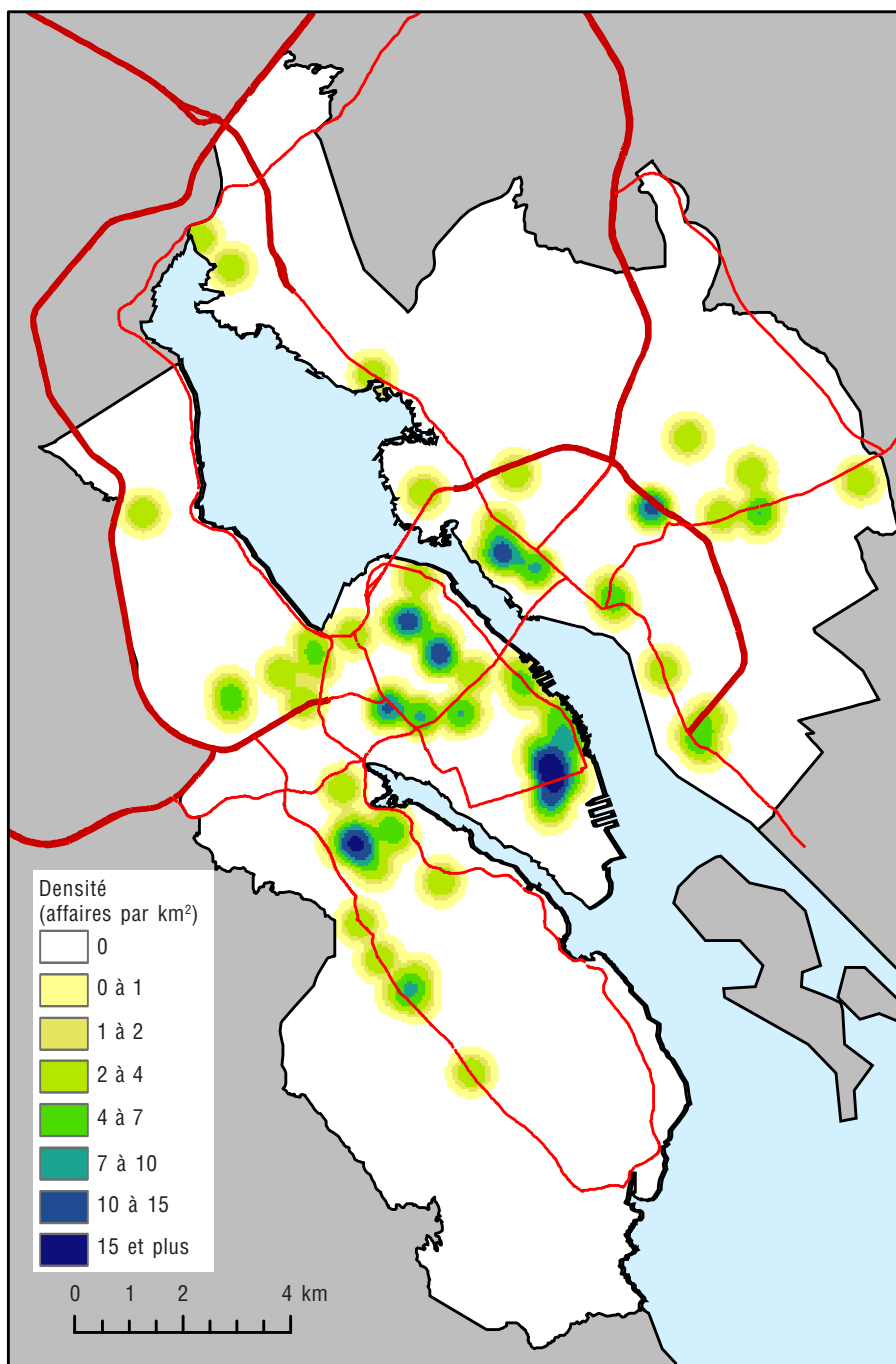 Densité
(affaires par km²)
0
0 à 1
1 à 2
2 à 4
4 à 7
7 à 10
10 à 15
15 et plus
0 1 2 4 km